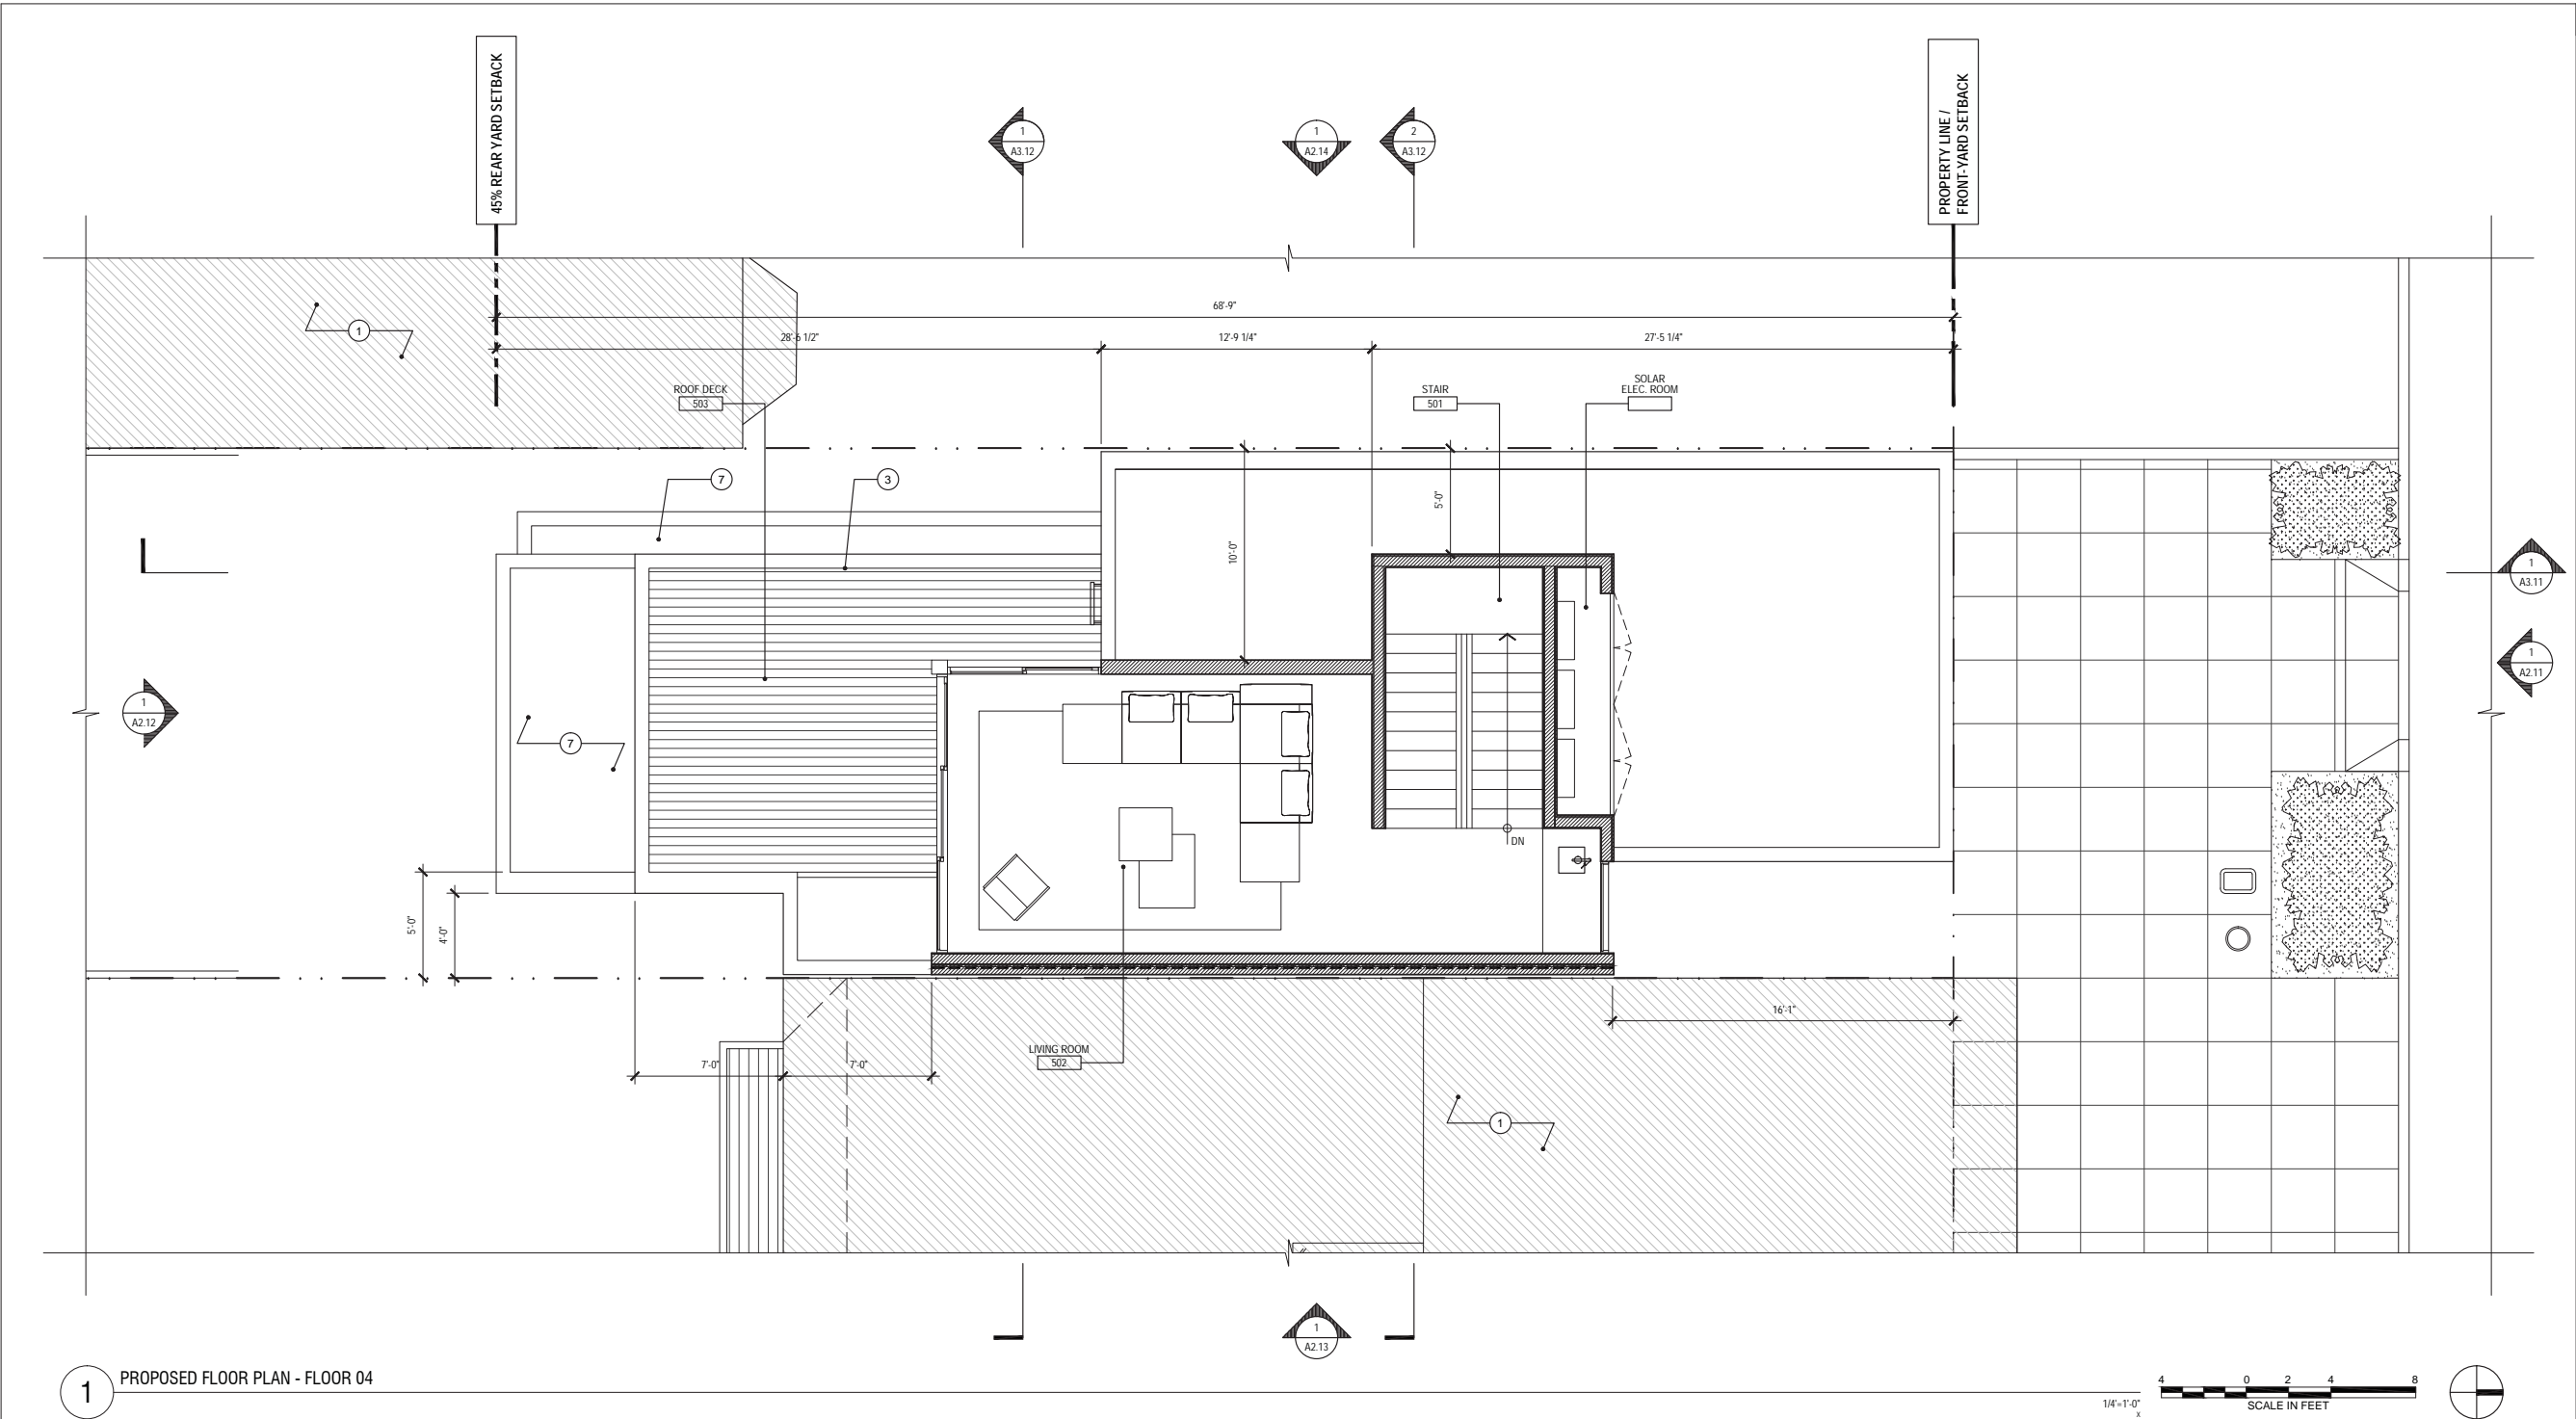 45% REAR YARD SETBACK
PROPERTY LINE /
FRONT-YARD SETBACK
1
A3.12
1
A2.14
2
A3.12
68'-9"
28'-6 1/2"
12'-9 1/4"
27'-5 1/4"
1
ROOF DECK
503
STAIR
501
SOLAR
ELEC. ROOM
7
3
5'-0"
10'-0"
1
A3.11
1
A2.11
1
A2.12
7
DN
5'-0"
4'-0"
16'-1"
7'-0"
7'-0"
LIVING ROOM
502
1
1
A2.13
1
PROPOSED FLOOR PLAN - FLOOR 04
1/4'=1'-0"
x
4 0 2 4 8
SCALE IN FEET